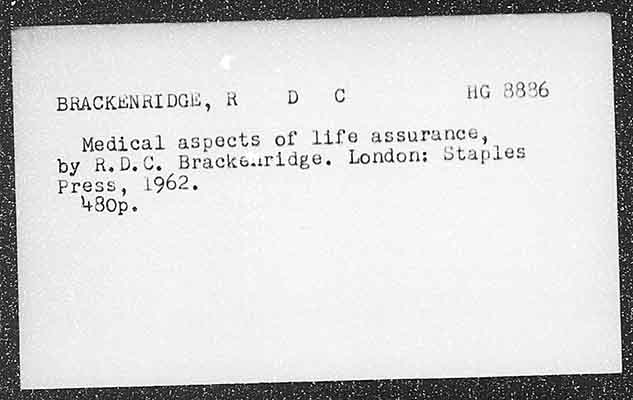 BRACKENRIDGE, R D C HG 8886
Medical aspects of life assurance,
by R.D.C. Brackenridge. London: Staples
Press, 1962.
480p.